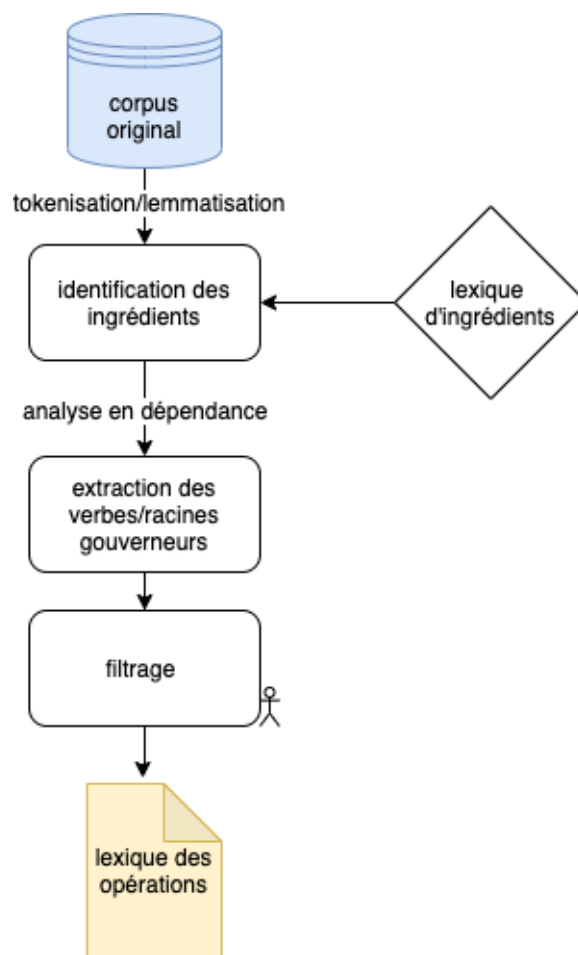 corpus
original
tokenisation/lemmatisation
identification des
ingrédients
lexique
d'ingrédients
analyse en dépendance
extraction des
verbes/racines
gouverneurs
filtrage
lexique des
opérations